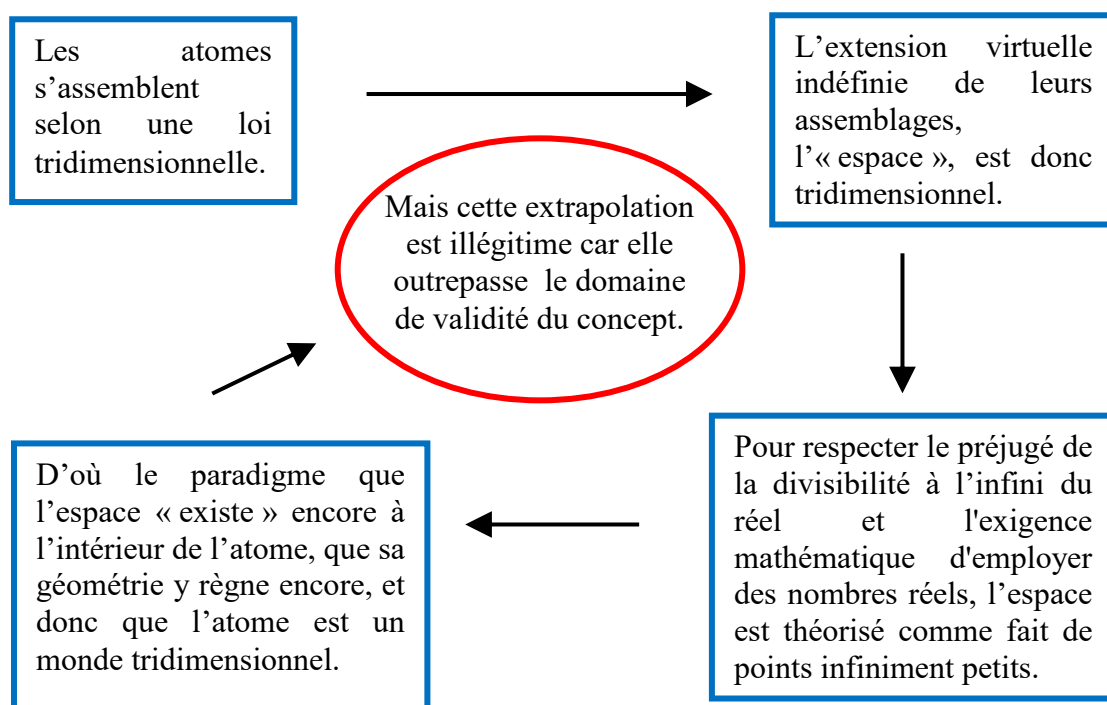 Les atomes
s’assemblent
selon une loi
tridimensionnelle.
L’extension virtuelle
indéfinie de leurs
assemblages,
l’« espace », est donc
tridimensionnel.
Mais cette extrapolation
est illégitime car elle
outrepasse le domaine
de validité du concept.
Pour respecter le préjugé de
la divisibilité à l’infini du
réel et l'exigence
mathématique d'employer
des nombres réels, l’espace
est théorisé comme fait de
points infiniment petits.
D’où le paradigme que
l’espace « existe » encore à
l’intérieur de l’atome, que sa
géométrie y règne encore, et
donc que l’atome est un
monde tridimensionnel.